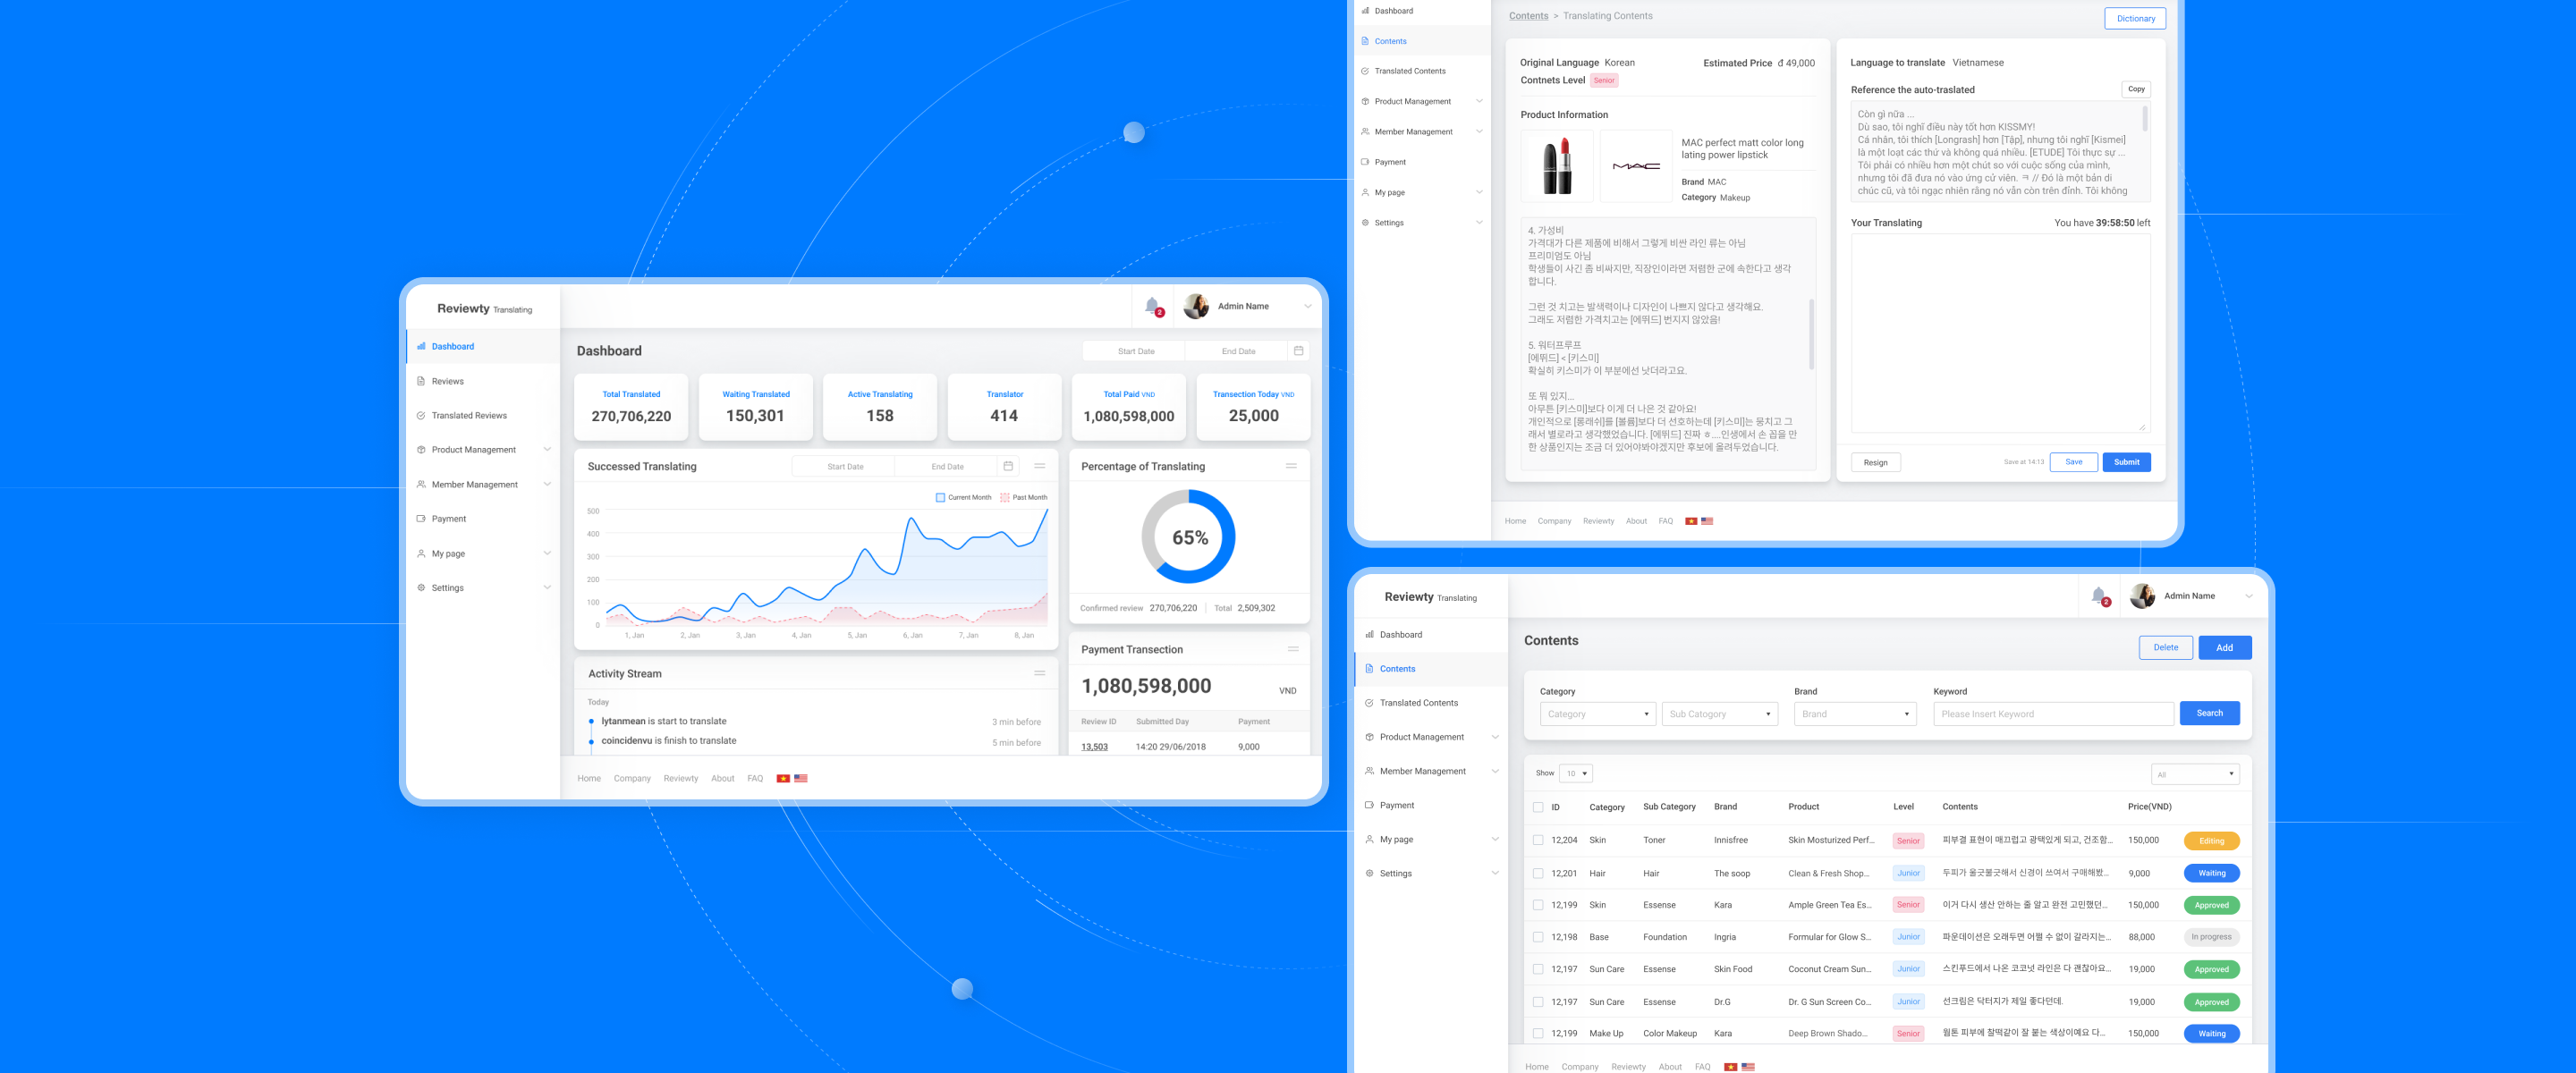 Reviewty Translating
2
Admin Name
Dashboard
Reviews
Translated Reviews
Product Management
Member Management
Payment
My page
Settings
Dashboard
Start Date End Date
Total Translated
270,706,220
Waiting Translated
150,301
Active Translating
158
Translator
414
Total Paid VND
1,080,598,000
Transection Today VND
25,000
Successed Translating
Start Date End Date
Current Month Past Month
500
400
300
200
100
0
1, Jan 2, Jan 3, Jan 4, Jan 5, Jan 6, Jan 7, Jan 8, Jan
Percentage of Translating
65%
Confirmed review 270,706,220 Total 2,509,302
Activity Stream
Today
lytanmean is start to translate 3 min before
coincidenvu is finish to translate 5 min before
Payment Transection
1,080,598,000 VND
Review ID Submitted Day Payment
13,503 14:20 29/06/2018 9,000
Home Company Reviewty About FAQ
Dashboard
Contents
Translated Contents
Product Management
Member Management
Payment
My page
Settings
Contents > Translating Contents
Dictionary
Original Language Korean Estimated Price đ 49,000
Contnets Level Senior
Product Information
MAC
MAC perfect matt color long
lating power lipstick
Brand MAC
Category Makeup
4. 가성비
가격대가 다른 제품에 비해서 그렇게 비싼 라인 류는 아님
프리미엄도 아님
학생들이 사긴 좀 비싸지만, 직장인이라면 저렴한 군에 속한다고 생각
합니다.
그런 것 치고는 발색력이나 디자인이 나쁘지 않다고 생각해요.
그래도 저렴한 가격치고는 [에뛰드] 번지지 않았음!
5. 워터프루프
[에뛰드] < [키스미]
확실히 키스미가 이 부분에선 낫더라고요.
또 뭐 있지...
아무튼 [키스미]보다 이게 더 나은 것 같아요!
개인적으로 [롱래쉬]를 [볼륨]보다 더 선호하는데 [키스미]는 뭉치고 그
래서 별로라고 생각했었습니다. [에뛰드] 진짜 ㅎ....인생에서 손 꼽을 만
한 상품인지는 조금 더 있어야봐야겠지만 후보에 올려두었습니다.
Language to translate Vietnamese
Reference the auto-traslated Copy
Còn gì nữa ...
Dù sao, tôi nghĩ điều này tốt hơn KISSMY!
Cá nhân, tôi thích [Longrash] hơn [Tập], nhưng tôi nghĩ [Kismei]
là một loạt các thứ và không quá nhiều. [ETUDE] Tôi thực sự ...
Tôi phải có nhiều hơn một chút so với cuộc sống của mình,
nhưng tôi đã đưa nó vào ứng cử viên. ㅋ // Đó là một bản di
chúc cũ, và tôi ngạc nhiên rằng nó vẫn còn trên đỉnh. Tôi không
Your Translating You have 39:58:50 left
Resign Save at 14:13 Save Submit
Home Company Reviewty About FAQ
Reviewty Translating
2
Admin Name
Dashboard
Contents
Translated Contents
Product Management
Member Management
Payment
My page
Settings
Contents
Delete Add
Category Brand Keyword
Category Sub Catogory Brand Please Insert Keyword Search
Show 10 All
ID Category Sub Category Brand Product Level Contents Price(VND)
12,204 Skin Toner Innisfree Skin Mosturized Perf... Senior 피부결 표현이 매끄럽고 광택있게 되고, 건조함... 150,000 Editing
12,201 Hair Hair The soop Clean & Fresh Shop... Junior 두피가 울긋불긋해서 신경이 쓰여서 구매해봤... 9,000 Waiting
12,199 Skin Essense Kara Ample Green Tea Es... Senior 이거 다시 생산 안하는 줄 알고 완전 고민했던... 150,000 Approved
12,198 Base Foundation Ingria Formular for Glow S... Junior 파운데이션은 오래두면 어쩔 수 없이 갈라지는... 88,000 In progress
12,197 Sun Care Essense Skin Food Coconut Cream Sun... Junior 스킨푸드에서 나온 코코넛 라인은 다 괜찮아요... 19,000 Approved
12,197 Sun Care Essense Dr.G Dr. G Sun Screen Co... Junior 선크림은 닥터지가 제일 좋다던데. 19,000 Approved
12,199 Make Up Color Makeup Kara Deep Brown Shado... Senior 웜톤 피부에 찰떡같이 잘 붙는 색상이예요 다... 150,000 Waiting
Home Company Reviewty About FAQ